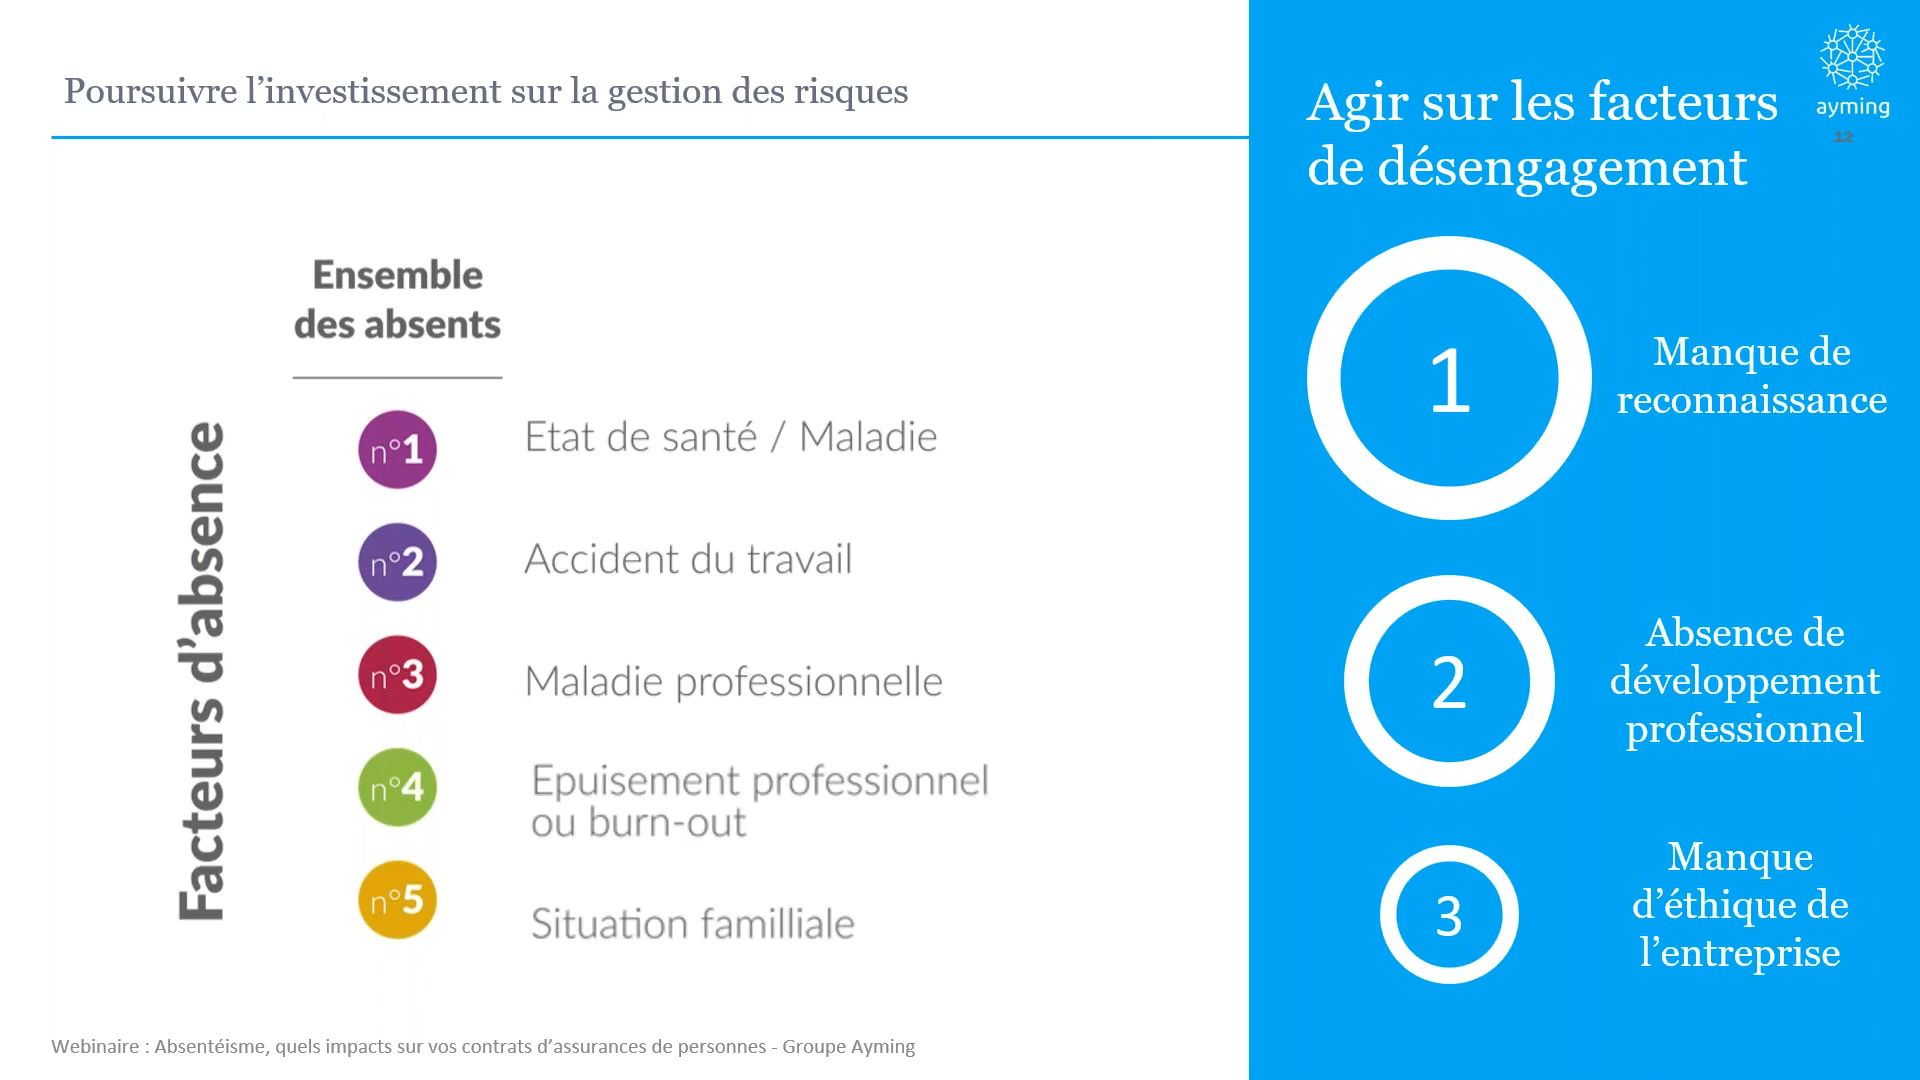 Poursuivre l’investissement sur la gestion des risques
Ensemble
des absents
Facteurs d’absence
n°1
Etat de santé / Maladie
n°2
Accident du travail
n°3
Maladie professionnelle
n°4
Epuisement professionnel
ou burn-out
n°5
Situation familliale
Webinaire : Absentéisme, quels impacts sur vos contrats d’assurances de personnes - Groupe Ayming
Agir sur les facteurs
de désengagement
ayming
12
1
Manque de
reconnaissance
2
Absence de
développement
professionnel
3
Manque
d’éthique de
l’entreprise